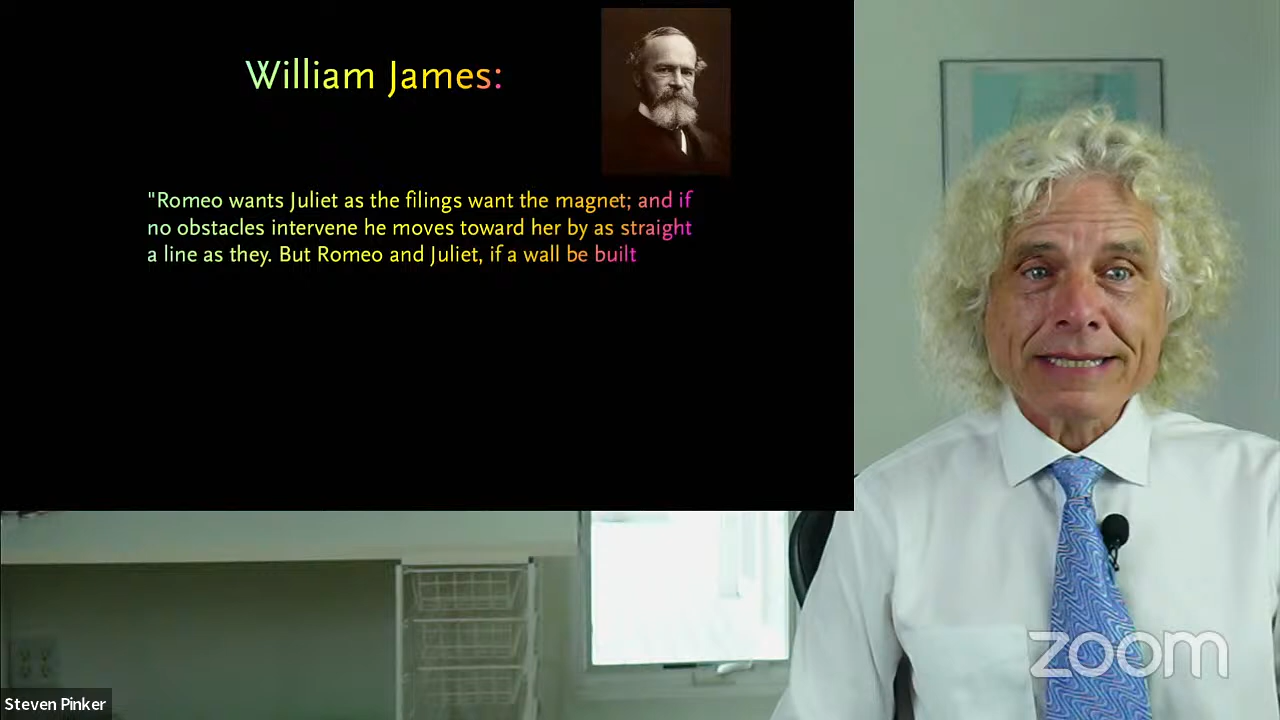 William James:
"Romeo wants Juliet as the filings want the magnet; and if
no obstacles intervene he moves toward her by as straight
a line as they. But Romeo and Juliet, if a wall be built
zoom
Steven Pinker